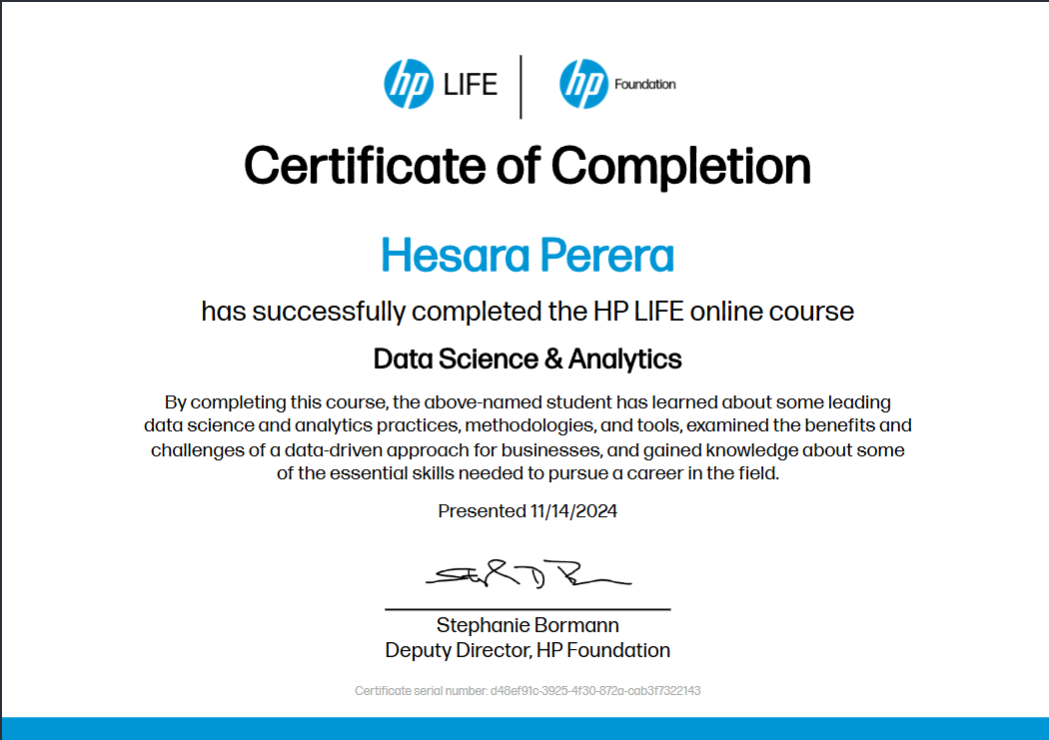 hp LIFE | hp Foundation
Certificate of Completion
Hesara Perera
has successfully completed the HP LIFE online course
Data Science & Analytics
By completing this course, the above-named student has learned about some leading
data science and analytics practices, methodologies, and tools, examined the benefits and
challenges of a data-driven approach for businesses, and gained knowledge about some
of the essential skills needed to pursue a career in the field.
Presented 11/14/2024
Stephanie Bormann
Deputy Director, HP Foundation
Certificate serial number: d48ef91c-3925-4f30-872a-cab3f7322143